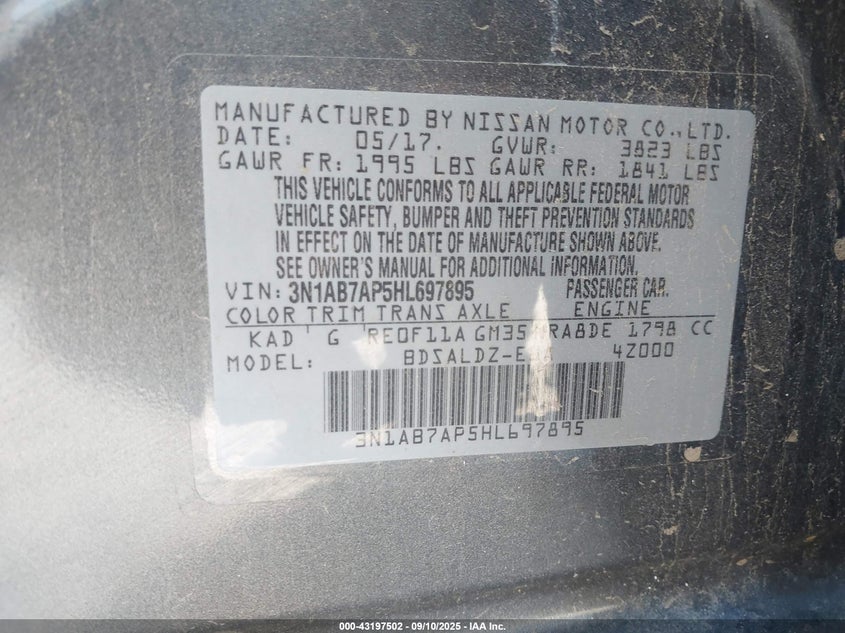 MANUFACTURED BY NISSAN MOTOR CO., LTD.
DATE: 05/17. GVWR: 3823 LBS
GAWR FR: 1995 LBS GAWR RR: 1841 LBS
THIS VEHICLE CONFORMS TO ALL APPLICABLE FEDERAL MOTOR
VEHICLE SAFETY, BUMPER AND THEFT PREVENTION STANDARDS
IN EFFECT ON THE DATE OF MANUFACTURE SHOWN ABOVE.
SEE OWNER'S MANUAL FOR ADDITIONAL INFORMATION.
VIN: 3N1AB7AP5HL697895 PASSENGER CAR.
COLOR TRIM TRANS AXLE ENGINE
KAD G RE0F11A GM35 MRA8DE 1798 CC
MODEL: 4Z000
3N1AB7AP5HL697895
000-43197502 - 09/10/2025 - IAA Inc.